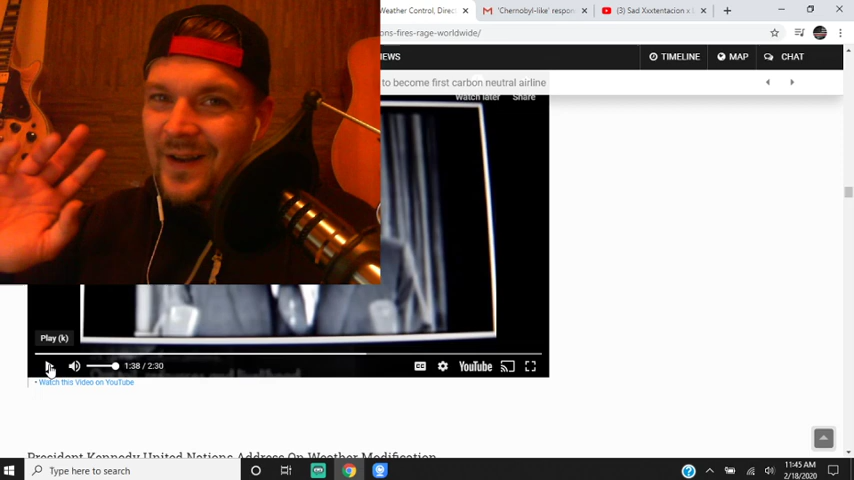 Weather Control, Direct
'Chernobyl-like' respon
(3) Sad Xxxtentacion x
ons-fires-rage-worldwide/
EWS
TIMELINE
MAP
CHAT
to become first carbon neutral airline
Watch later
Share
Play (k)
1:38 / 2:30
CC
YouTube
• Watch this Video on YouTube
President Kennedy United Nations Address On Weather Modification
Type here to search
11:45 AM
2/18/2020